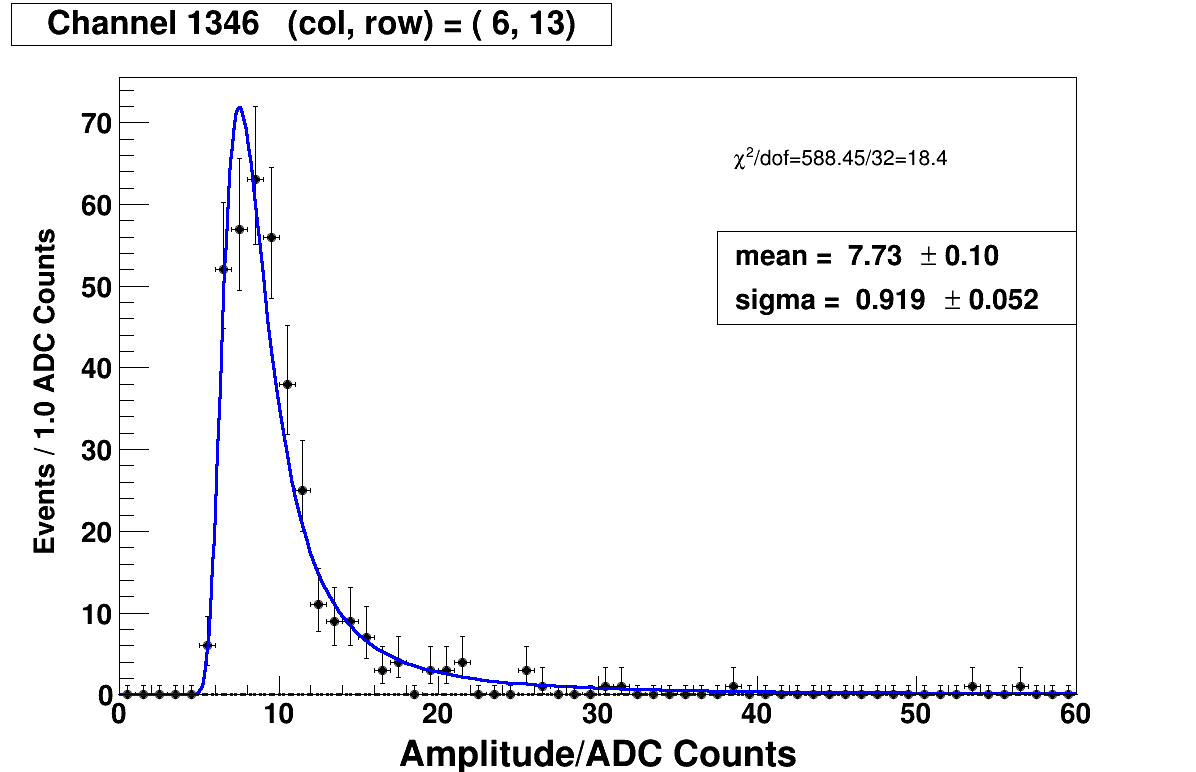 Channel 1346 (col, row) = ( 6, 13)
χ²/dof=588.45/32=18.4
mean = 7.73 ± 0.10
sigma = 0.919 ± 0.052
Events / 1.0 ADC Counts
70
60
50
40
30
20
10
0
0 10 20 30 40 50 60
Amplitude/ADC Counts